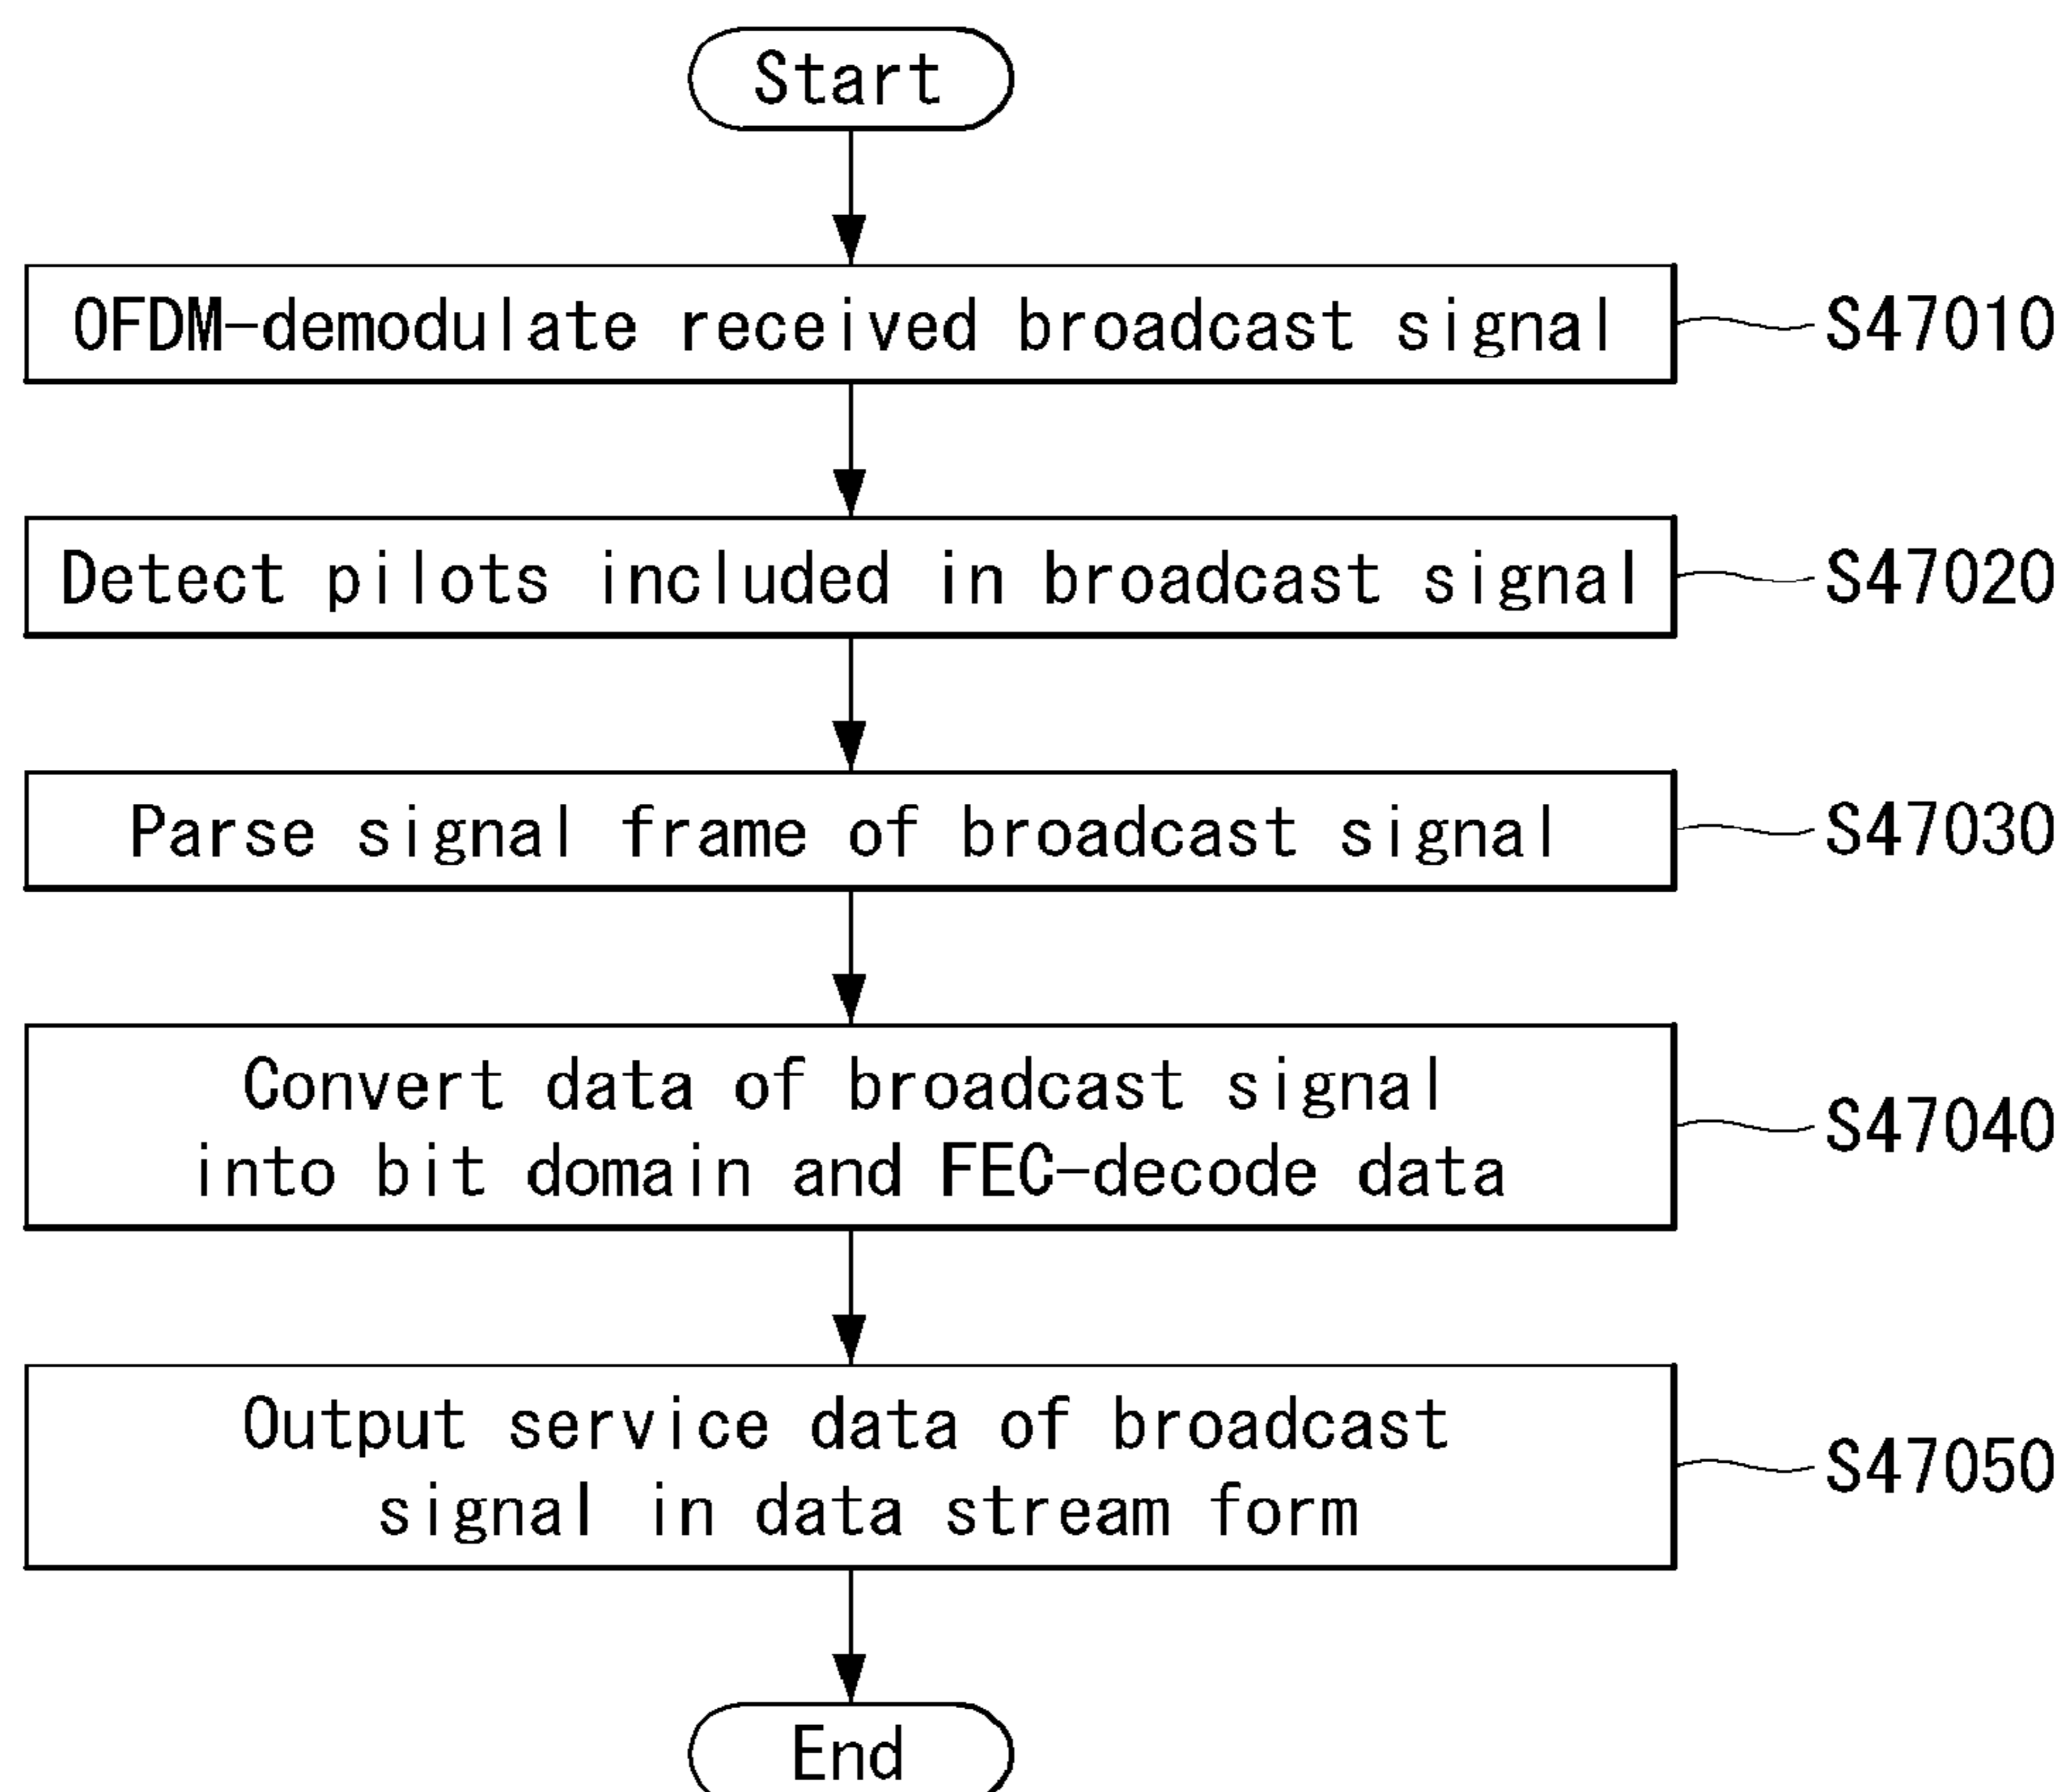 Start
OFDM-demodulate received broadcast signal
S47010
Detect pilots included in broadcast signal
S47020
Parse signal frame of broadcast signal
S47030
Convert data of broadcast signal
into bit domain and FEC-decode data
S47040
Output service data of broadcast
signal in data stream form
S47050
End